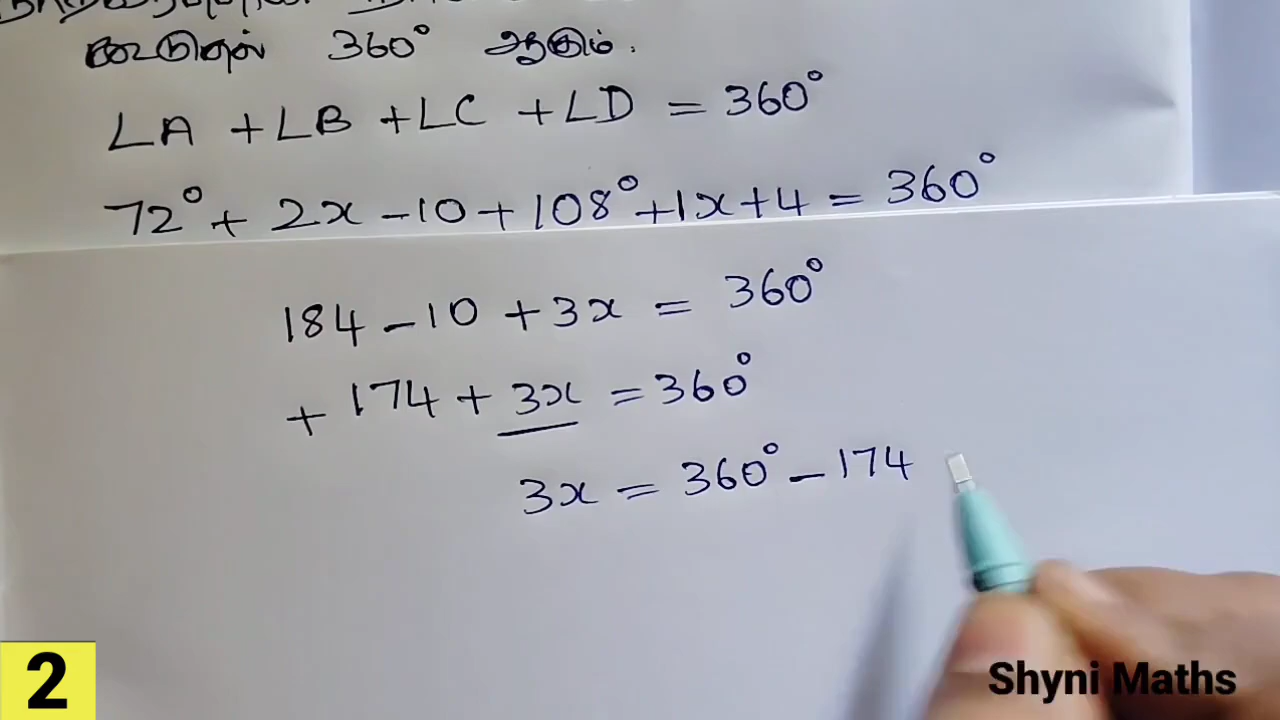 கூடுதல் 360° ஆகும்.
∠A + ∠B + ∠C + ∠D = 360°
72° + 2x - 10 + 108° + 1x + 4 = 360°
184 - 10 + 3x = 360°
+ 174 + 3x = 360°
3x = 360° - 174
2
Shyni Maths